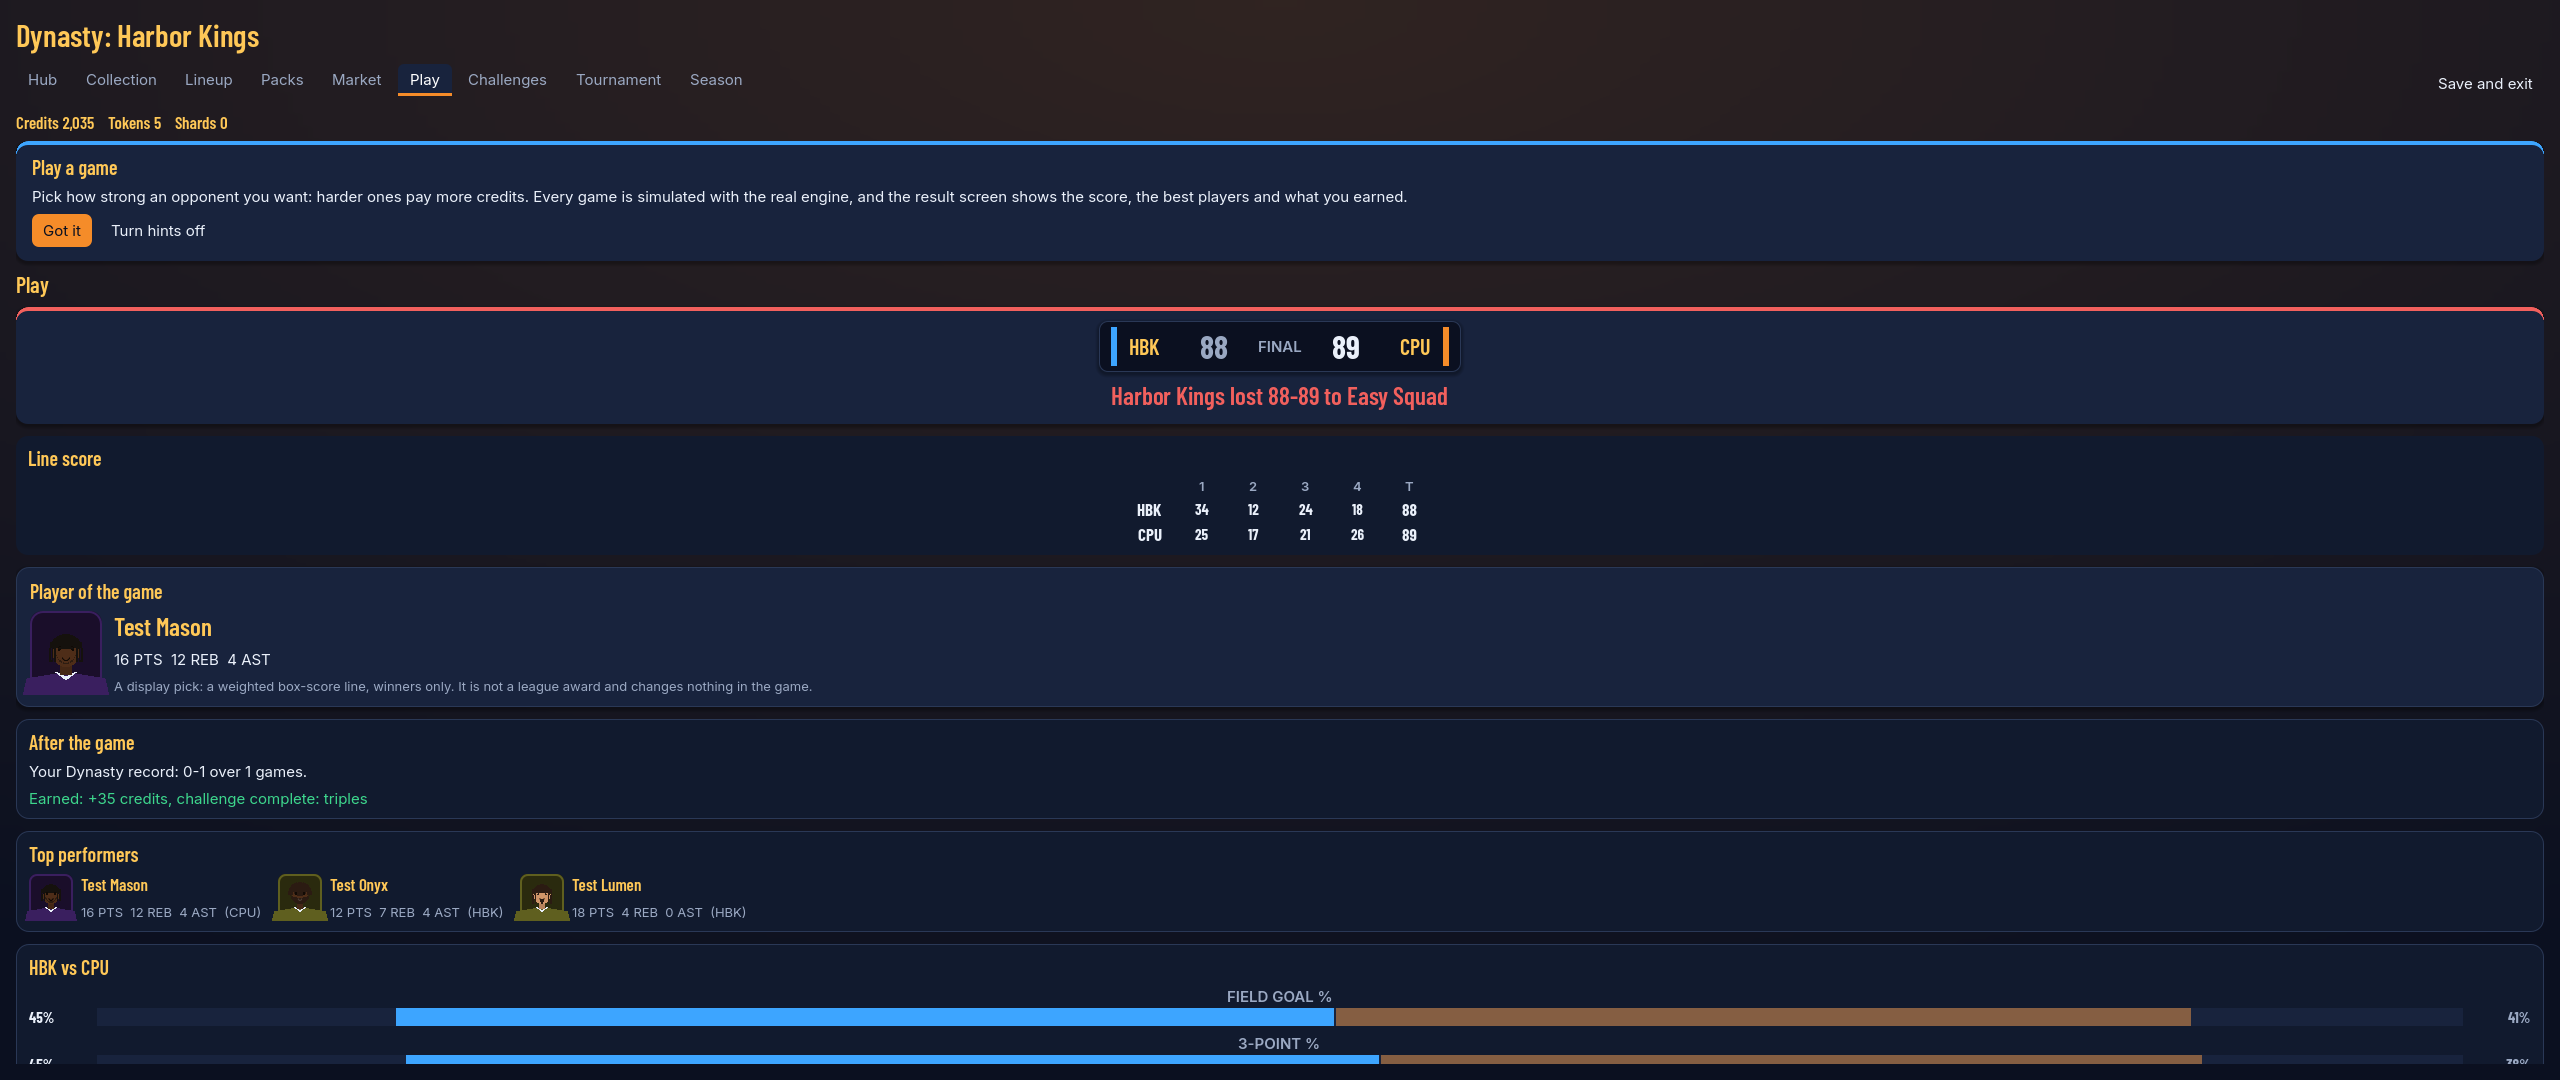 Dynasty: Harbor Kings
Hub Collection Lineup Packs Market Play Challenges Tournament Season Save and exit
Credits 2,035 Tokens 5 Shards 0
Play a game
Pick how strong an opponent you want: harder ones pay more credits. Every game is simulated with the real engine, and the result screen shows the score, the best players and what you earned.
Got it Turn hints off
Play
HBK 88 FINAL 89 CPU
Harbor Kings lost 88-89 to Easy Squad
Line score
1 2 3 4 T
HBK 34 12 24 18 88
CPU 25 17 21 26 89
Player of the game
Test Mason
16 PTS 12 REB 4 AST
A display pick: a weighted box-score line, winners only. It is not a league award and changes nothing in the game.
After the game
Your Dynasty record: 0-1 over 1 games.
Earned: +35 credits, challenge complete: triples
Top performers
Test Mason Test Onyx Test Lumen
16 PTS 12 REB 4 AST (CPU) 12 PTS 7 REB 4 AST (HBK) 18 PTS 4 REB 0 AST (HBK)
HBK vs CPU
FIELD GOAL %
45% 41%
3-POINT %